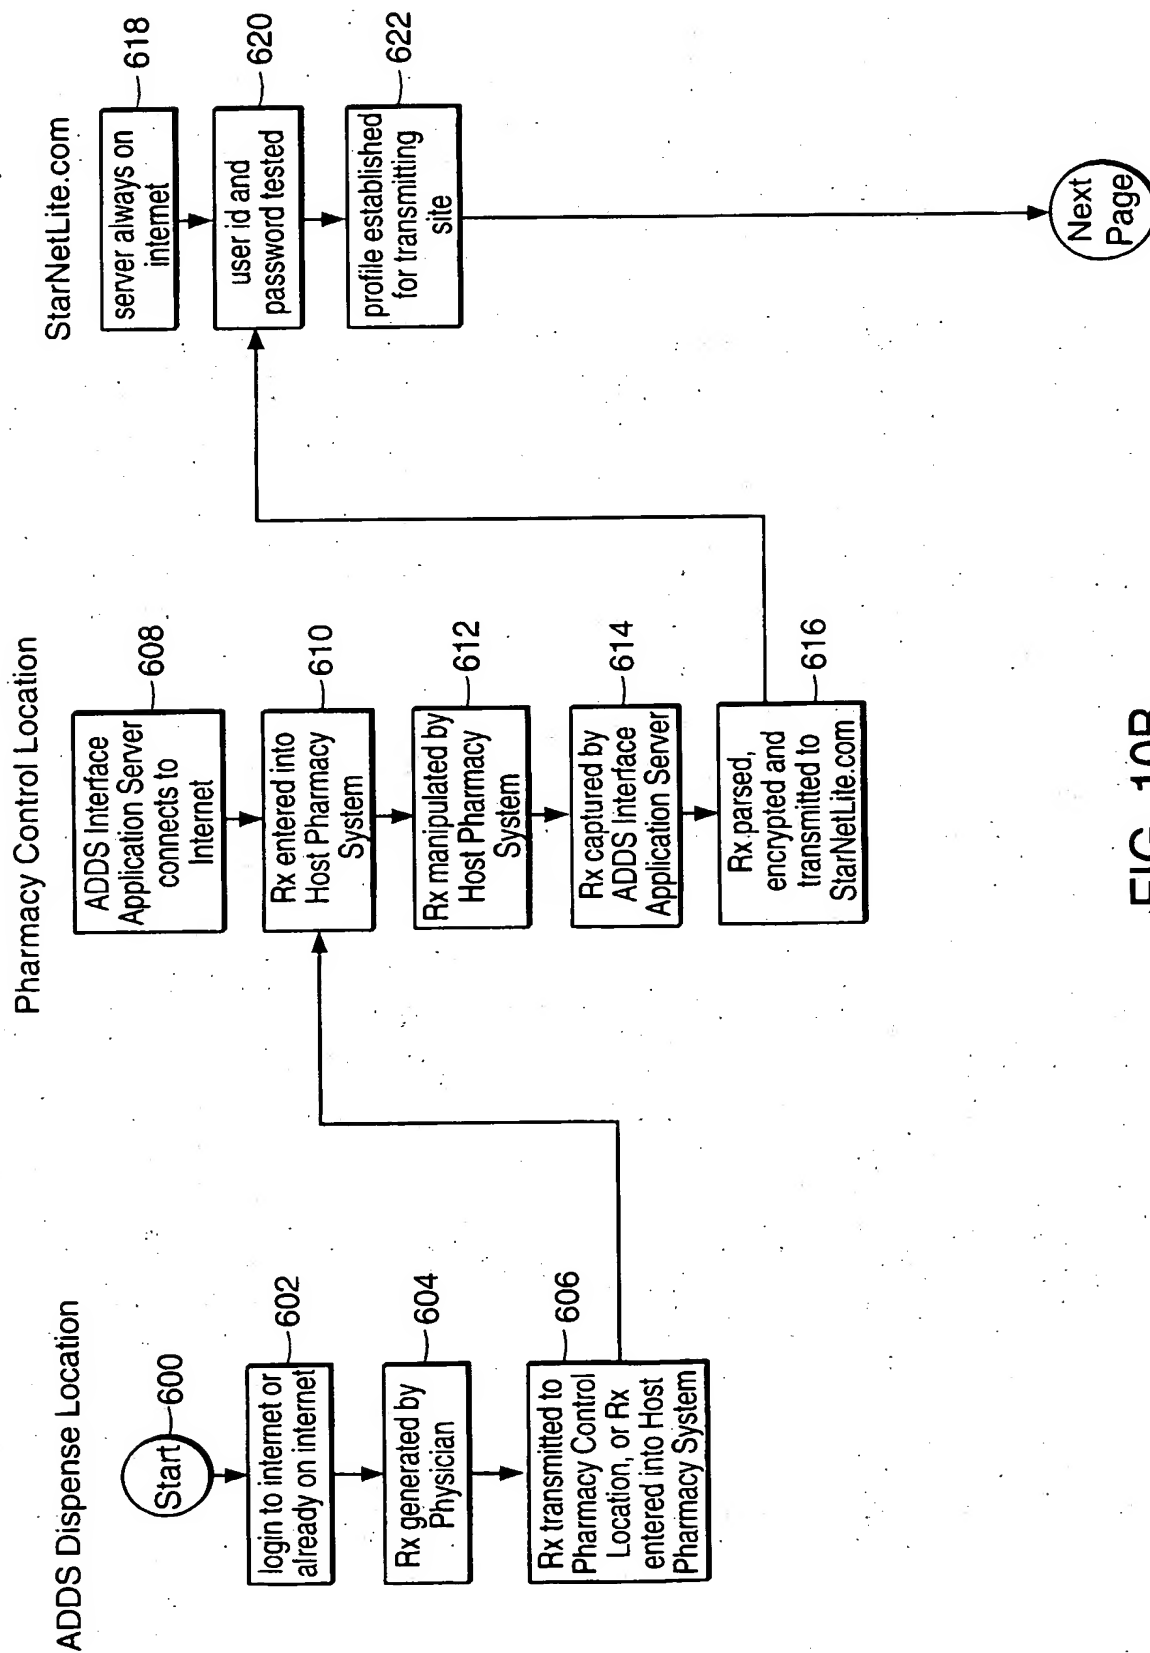 ADDS Dispense Location
Start
600
login to internet or
already on internet
602
Rx generated by
Physician
604
Rx transmitted to
Pharmacy Control
Location, or Rx
entered into Host
Pharmacy System
606
Pharmacy Control Location
ADDS Interface
Application Server
connects to
Internet
608
Rx entered into
Host Pharmacy
System
610
Rx manipulated by
Host Pharmacy
System
612
Rx captured by
ADDS Interface
Application Server
614
Rx parsed,
encrypted and
transmitted to
StarNetLite.com
616
StarNetLite.com
server always on
internet
618
user id and
password tested
620
profile established
for transmitting
site
622
Next
Page